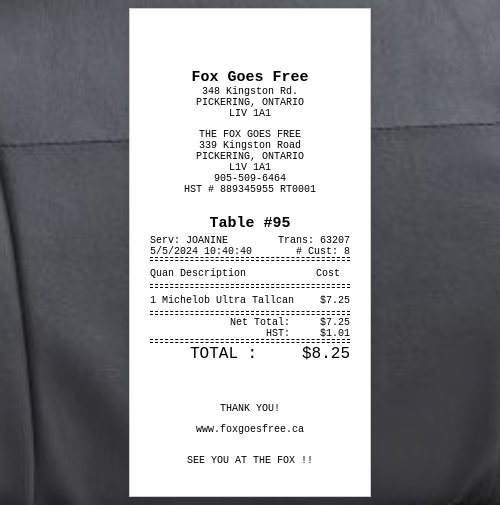 Fox Goes Free
348 Kingston Rd.
PICKERING, ONTARIO
LIV 1A1
THE FOX GOES FREE
339 Kingston Road
PICKERING, ONTARIO
L1V 1A1
905-509-6464
HST # 889345955 RT0001
Table #95
Serv: JOANINE Trans: 63207
5/5/2024 10:40:40 # Cust: 8
Quan Description Cost
1 Michelob Ultra Tallcan $7.25
Net Total: $7.25
HST: $1.01
TOTAL : $8.25
THANK YOU!
www.foxgoesfree.ca
SEE YOU AT THE FOX !!